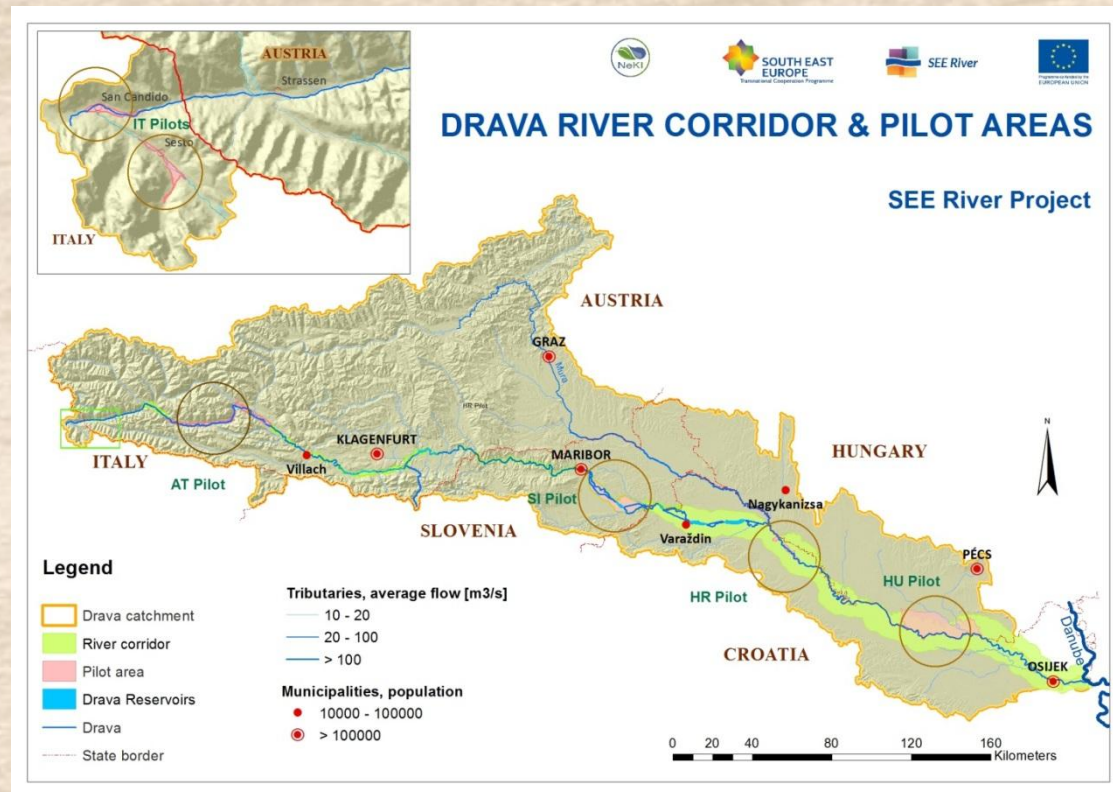 AUSTRIA
Strassen
San Candido
IT Pilots
Sesto
ITALY
NeKI
SOUTH EAST
EUROPE
Transnational Cooperation Programme
SEE River
EUROPEAN UNION
DRAVA RIVER CORRIDOR & PILOT AREAS
SEE River Project
AUSTRIA
GRAZ
Mura
HR Pilot
KLAGENFURT
Villach
ITALY
AT Pilot
MARIBOR
SI Pilot
SLOVENIA
Varaždin
Nagykanizsa
HUNGARY
N
HR Pilot
HU Pilot
PÉCS
CROATIA
OSIJEK
Danube
Legend
Drava catchment
River corridor
Pilot area
Drava Reservoirs
Drava
State border
Tributaries, average flow [m3/s]
10 - 20
20 - 100
> 100
Municipalities, population
10000 - 100000
> 100000
0 20 40 80 120 160
Kilometers